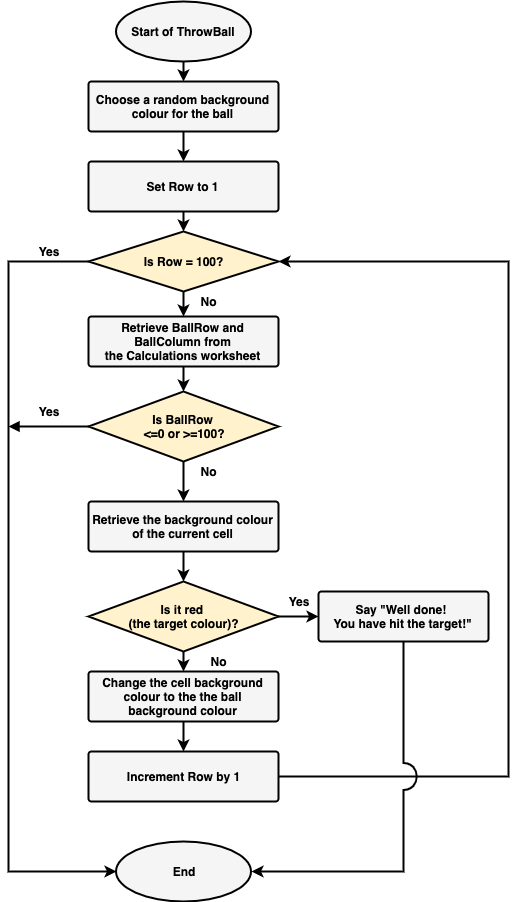 Start of ThrowBall
Choose a random background
colour for the ball
Set Row to 1
Yes
Is Row = 100?
No
Retrieve BallRow and
BallColumn from
the Calculations worksheet
Yes
Is BallRow
<=0 or >=100?
No
Retrieve the background colour
of the current cell
Is it red
(the target colour)?
Yes
Say "Well done!
You have hit the target!"
No
Change the cell background
colour to the the ball
background colour
Increment Row by 1
End